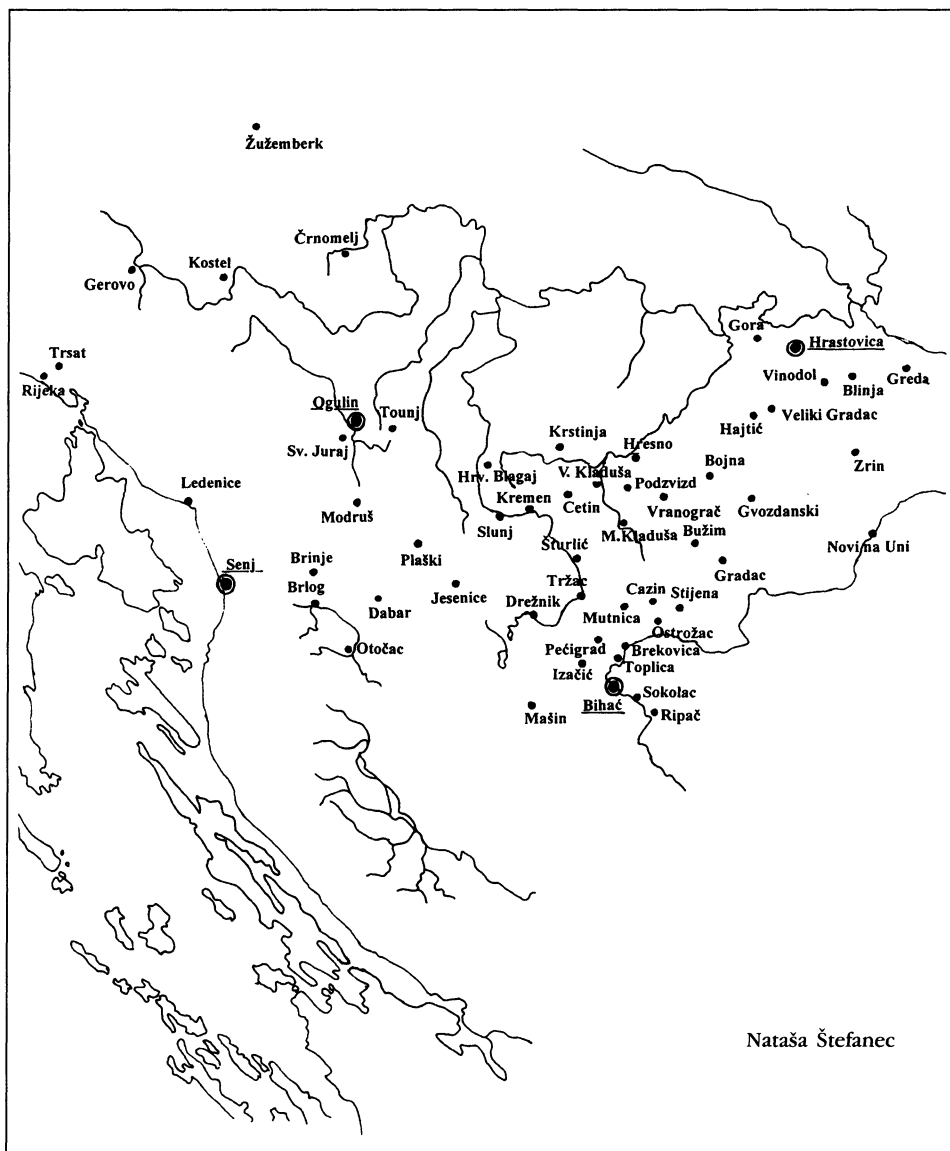 Žužemberk
Črnomelj
Kostel
Gerovo
Gora
Hrastovica
Trsat
Rijeka
Vinodol
Blinja
Greda
Ogulin
Tounj
Veliki Gradac
Hajtić
Sv. Juraj
Krstinja
Hresno
Zrin
Hrv. Blagaj
V. Kladuša
Bojna
Ledenice
Kremen
Cetin
Podzvizd
Modruš
Slunj
Vranograč
Gvozdanski
M.Kladuša
Bužim
Šturlić
Novi na Uni
Plaški
Senj
Brinje
Gradac
Brlog
Tržac
Cazin
Stijena
Dabar
Jesenice
Drežnik
Mutnica
Ostrožac
Otočac
Pećigrad
Brekovica
Izačić
Toplica
Mašin
Bihać
Sokolac
Ripač
Nataša Štefanec